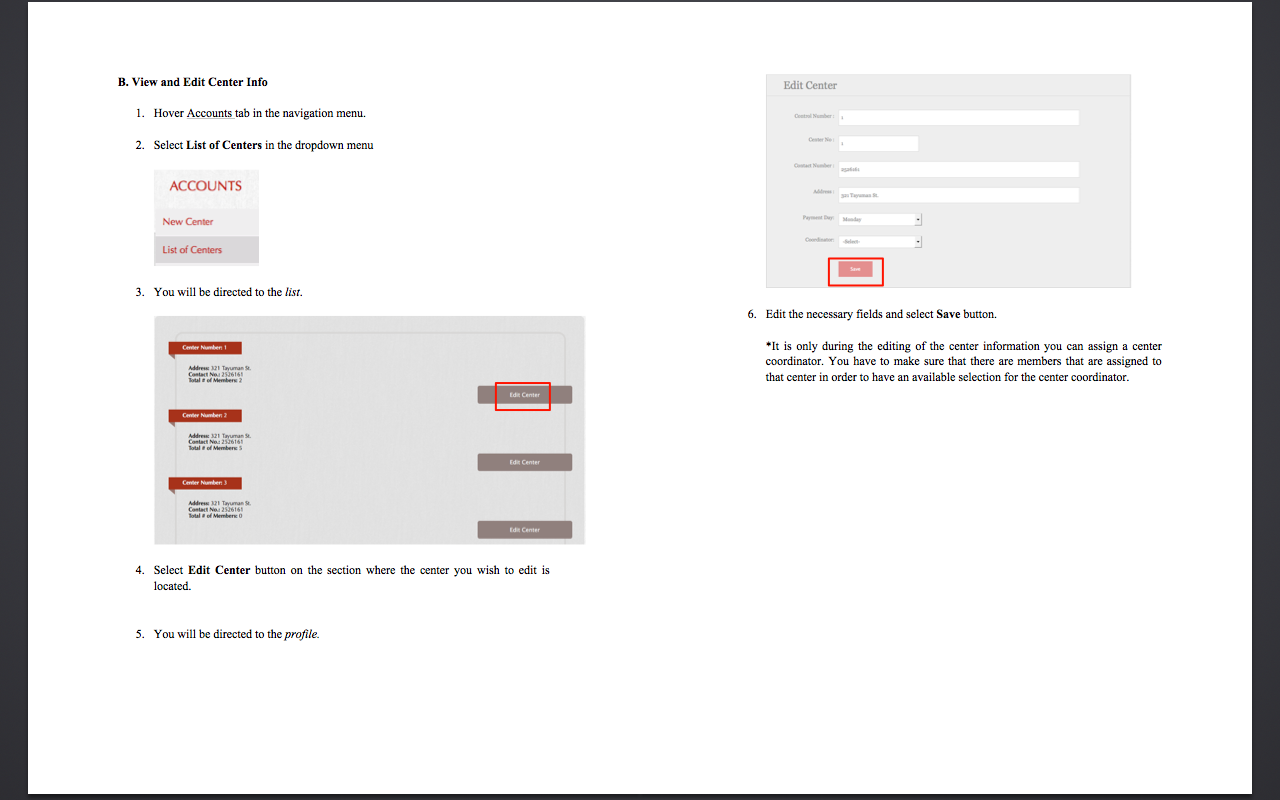 B. View and Edit Center Info
1. Hover Accounts tab in the navigation menu.
2. Select List of Centers in the dropdown menu
ACCOUNTS
New Center
List of Centers
3. You will be directed to the list.
Center Number: 1
Address: 321 Tayuman St.
Contact No.: 2526161
Total # of Members: 2
Edit Center
Center Number: 2
Address: 321 Tayuman St.
Contact No.: 2526161
Total # of Members: 5
Edit Center
Center Number: 3
Address: 321 Tayuman St.
Contact No.: 2526161
Total # of Members: 0
Edit Center
4. Select Edit Center button on the section where the center you wish to edit is
located.
5. You will be directed to the profile.
Edit Center
Control Number : 1
Center No : 1
Contact Number : 2526161
Address : 321 Tayuman St.
Payment Day: Monday
Coordinator: -Select-
Save
6. Edit the necessary fields and select Save button.
*It is only during the editing of the center information you can assign a center
coordinator. You have to make sure that there are members that are assigned to
that center in order to have an available selection for the center coordinator.